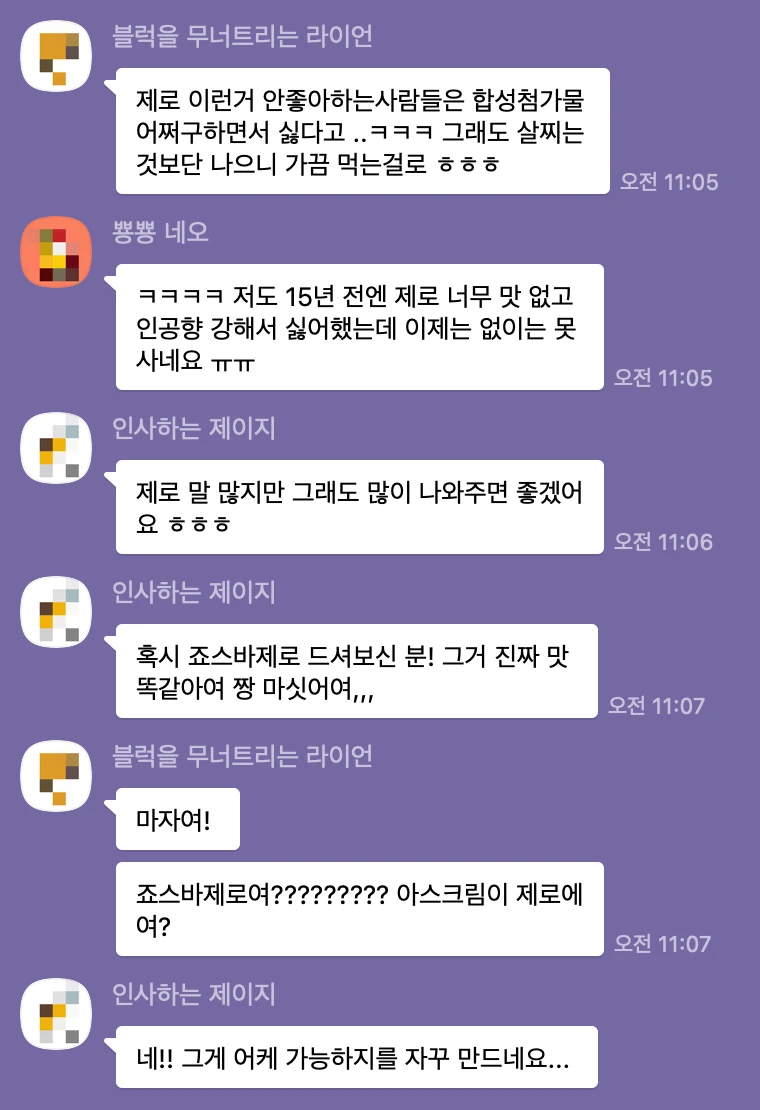 블럭을 무너트리는 라이언
제로 이런거 안좋아하는사람들은 합성첨가물
어쩌구하면서 싫다고 ..ㅋㅋㅋ 그래도 살찌는
것보단 나으니 가끔 먹는걸로 ㅎㅎㅎ
오전 11:05
뿅뿅 네오
ㅋㅋㅋㅋ 저도 15년 전엔 제로 너무 맛 없고
인공향 강해서 싫어했는데 이제는 없이는 못
사네요 ㅠㅠ
오전 11:05
인사하는 제이지
제로 말 많지만 그래도 많이 나와주면 좋겠어
요 ㅎㅎㅎ
오전 11:06
인사하는 제이지
혹시 죠스바제로 드셔보신 분! 그거 진짜 맛
똑같아여 짱 마싯어여,,,
오전 11:07
블럭을 무너트리는 라이언
마자여!
죠스바제로여????????? 아스크림이 제로에
여?
오전 11:07
인사하는 제이지
네!! 그게 어케 가능하지를 자꾸 만드네요...